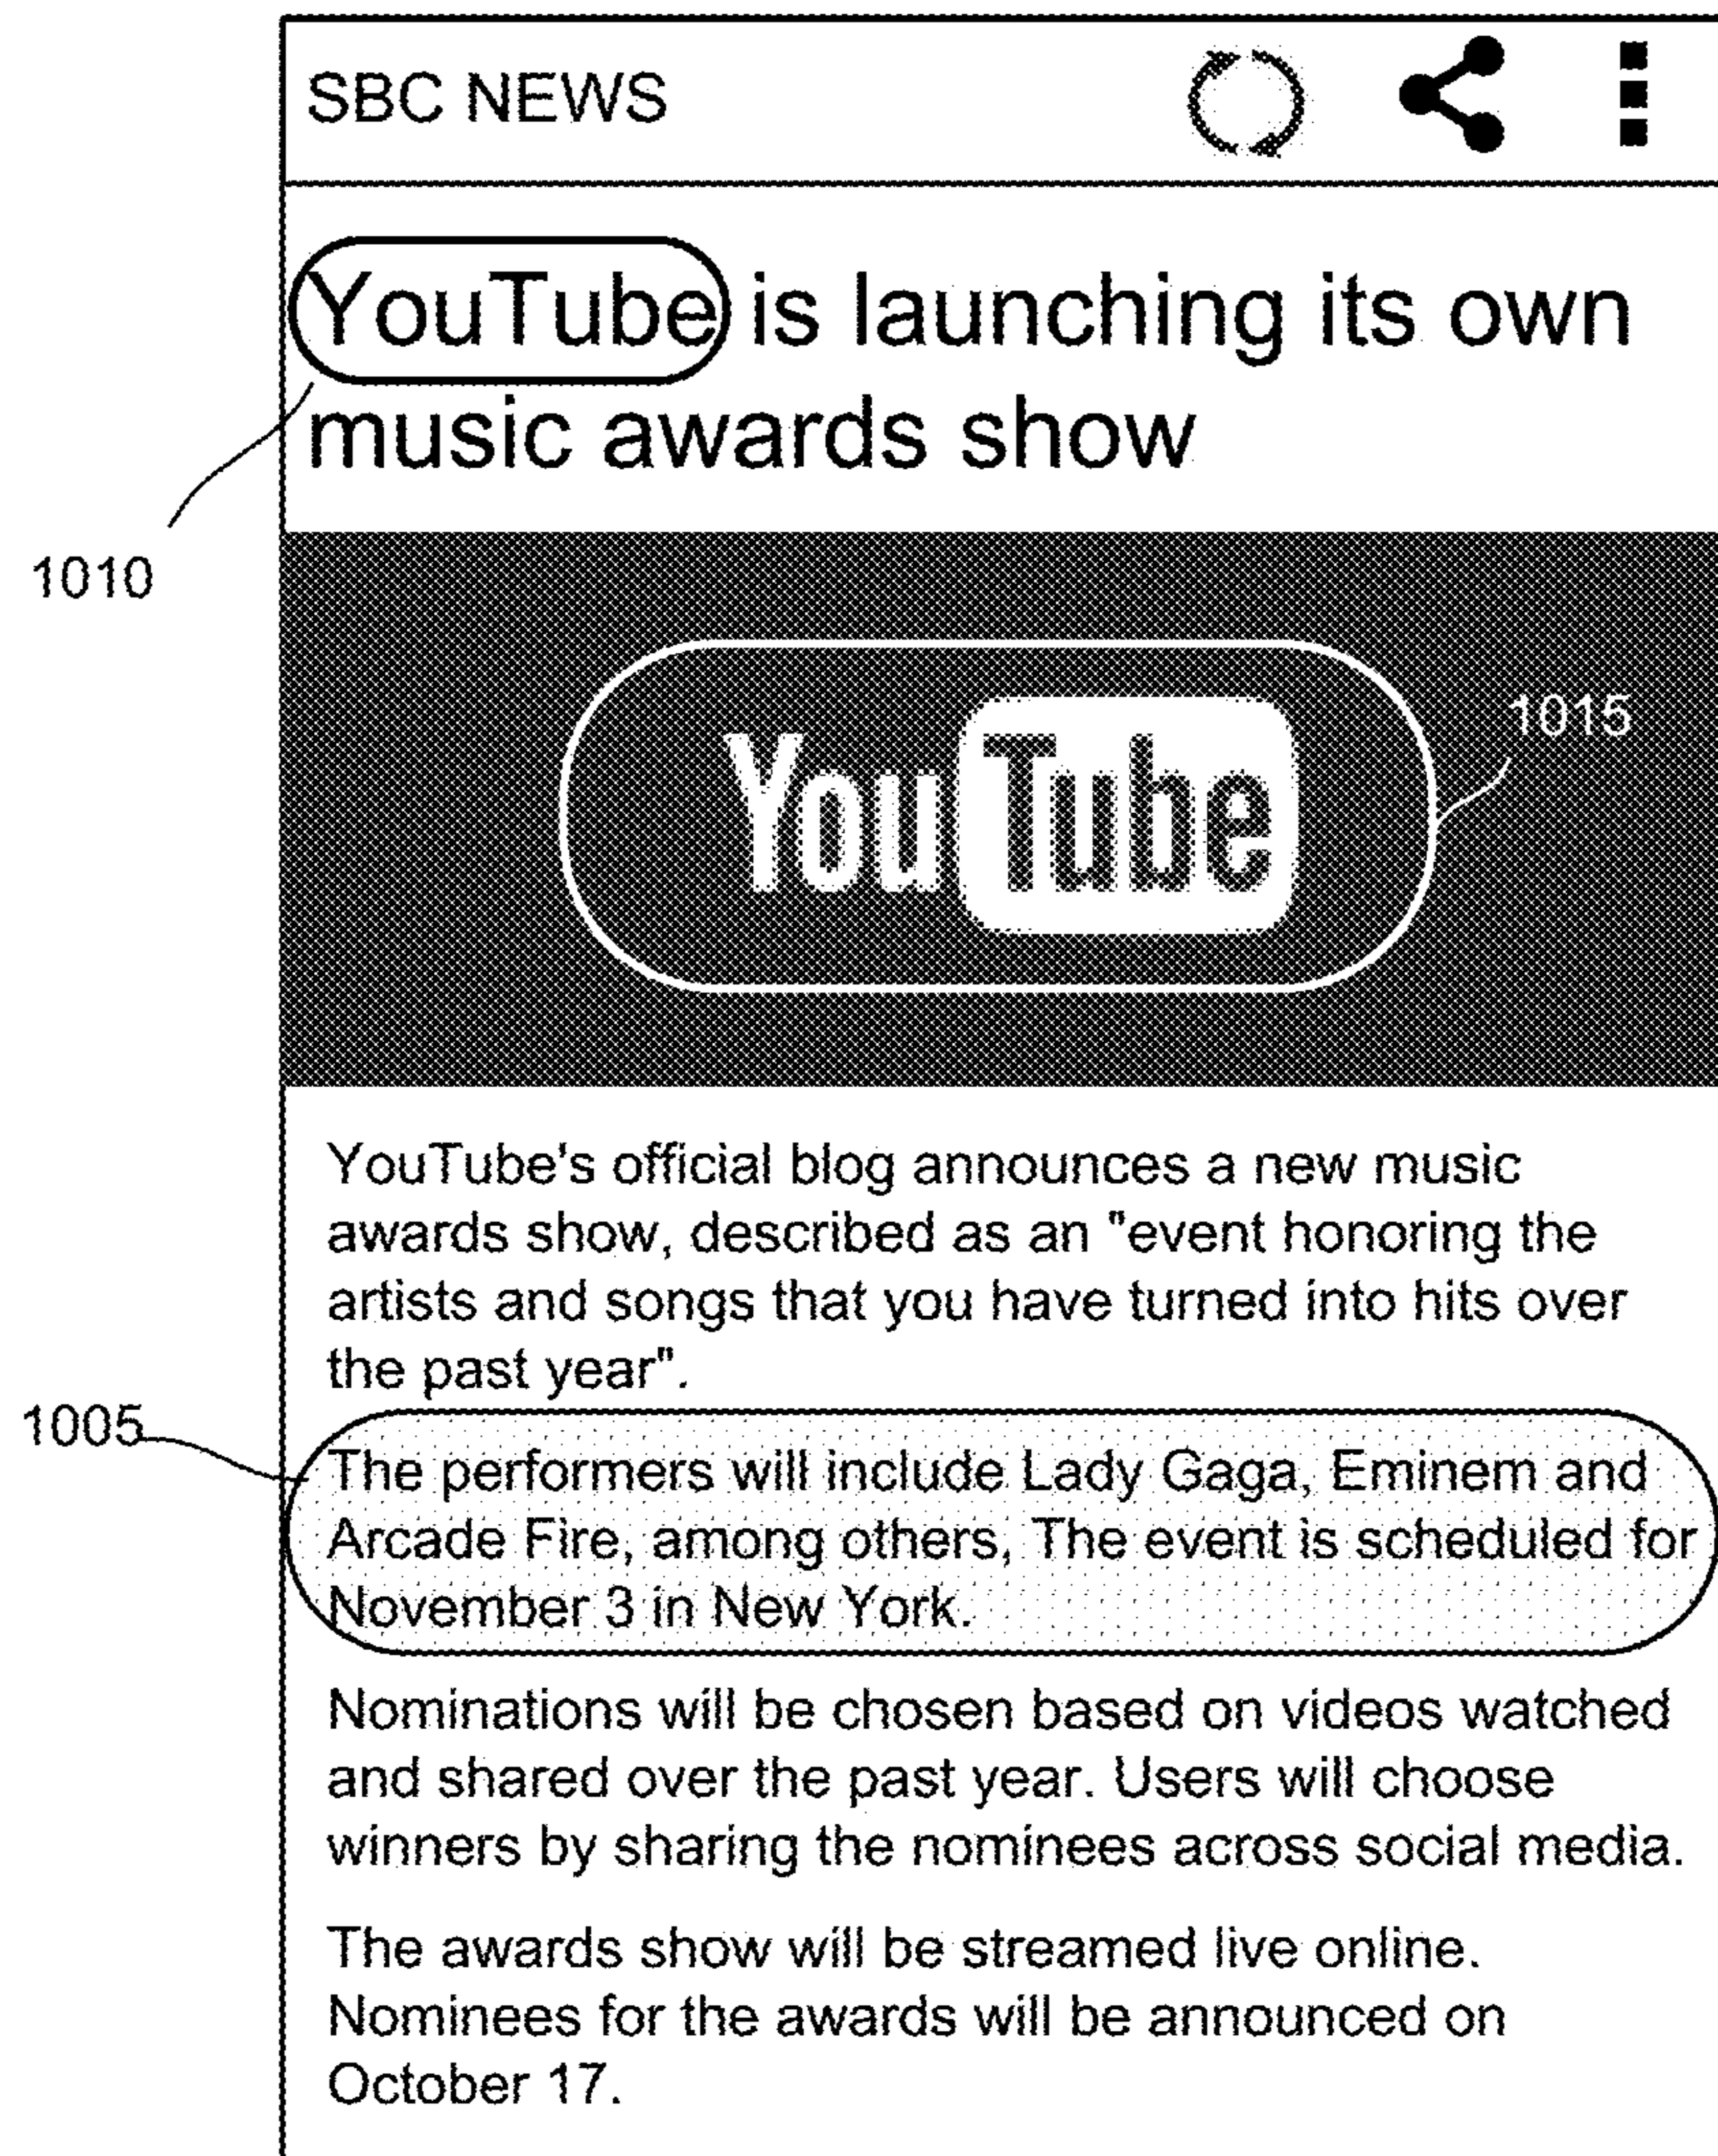 SBC NEWS
YouTube is launching its own
music awards show
1010
1015
YouTube
YouTube's official blog announces a new music
awards show, described as an "event honoring the
artists and songs that you have turned into hits over
the past year".
1005
The performers will include Lady Gaga, Eminem and
Arcade Fire, among others, The event is scheduled for
November 3 in New York.
Nominations will be chosen based on videos watched
and shared over the past year. Users will choose
winners by sharing the nominees across social media.
The awards show will be streamed live online.
Nominees for the awards will be announced on
October 17.